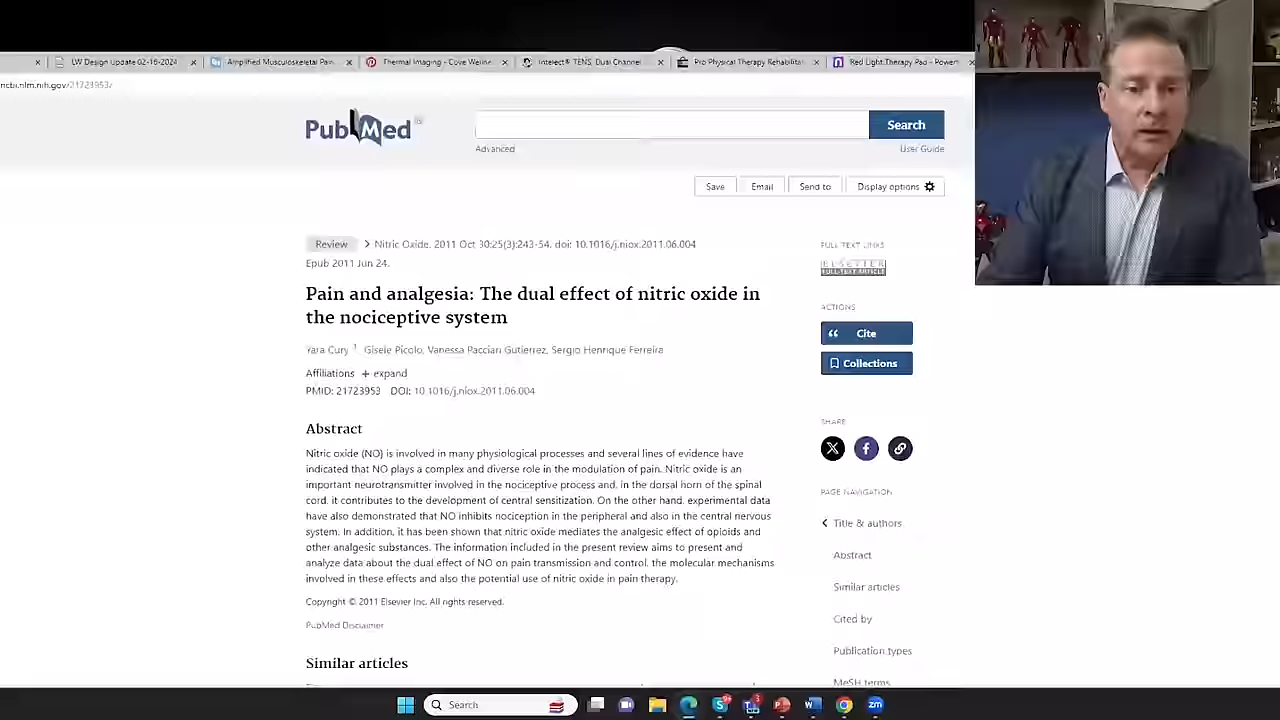 LW Design Update 02-16-2024
Amplified Musculoskeletal Pain
Thermal Imaging - Cove Wellne
Intelect® TENS, Dual Channel
Pro Physical Therapy Rehabilitat
Red Light Therapy Pad - Powerf
ncbi.nlm.nih.gov/21723953/
PubMed
Search
Advanced
User Guide
Save
Email
Send to
Display options
Review
Nitric Oxide. 2011 Oct 30;25(3):243-54. doi: 10.1016/j.niox.2011.06.004
Epub 2011 Jun 24.
Pain and analgesia: The dual effect of nitric oxide in
the nociceptive system
Yara Cury 1 Gisele Picolo, Vanessa Paccian Gutierrez, Sergio Henrique Ferreira
Affiliations + expand
PMID: 21723953 DOI: 10.1016/j.niox.2011.06.004
Abstract
Nitric oxide (NO) is involved in many physiological processes and several lines of evidence have
indicated that NO plays a complex and diverse role in the modulation of pain. Nitric oxide is an
important neurotransmitter involved in the nociceptive process and, in the dorsal horn of the spinal
cord, it contributes to the development of central sensitization. On the other hand, experimental data
have also demonstrated that NO inhibits nociception in the peripheral and also in the central nervous
system. In addition, it has been shown that nitric oxide mediates the analgesic effect of opioids and
other analgesic substances. The information included in the present review aims to present and
analyze data about the dual effect of NO on pain transmission and control, the molecular mechanisms
involved in these effects and also the potential use of nitric oxide in pain therapy.
Copyright © 2011 Elsevier Inc. All rights reserved.
PubMed Disclaimer
Similar articles
FULL TEXT LINKS
ELSEVIER
FULL-TEXT ARTICLE
ACTIONS
Cite
Collections
SHARE
PAGE NAVIGATION
Title & authors
Abstract
Similar articles
Cited by
Publication types
MeSH terms
Search